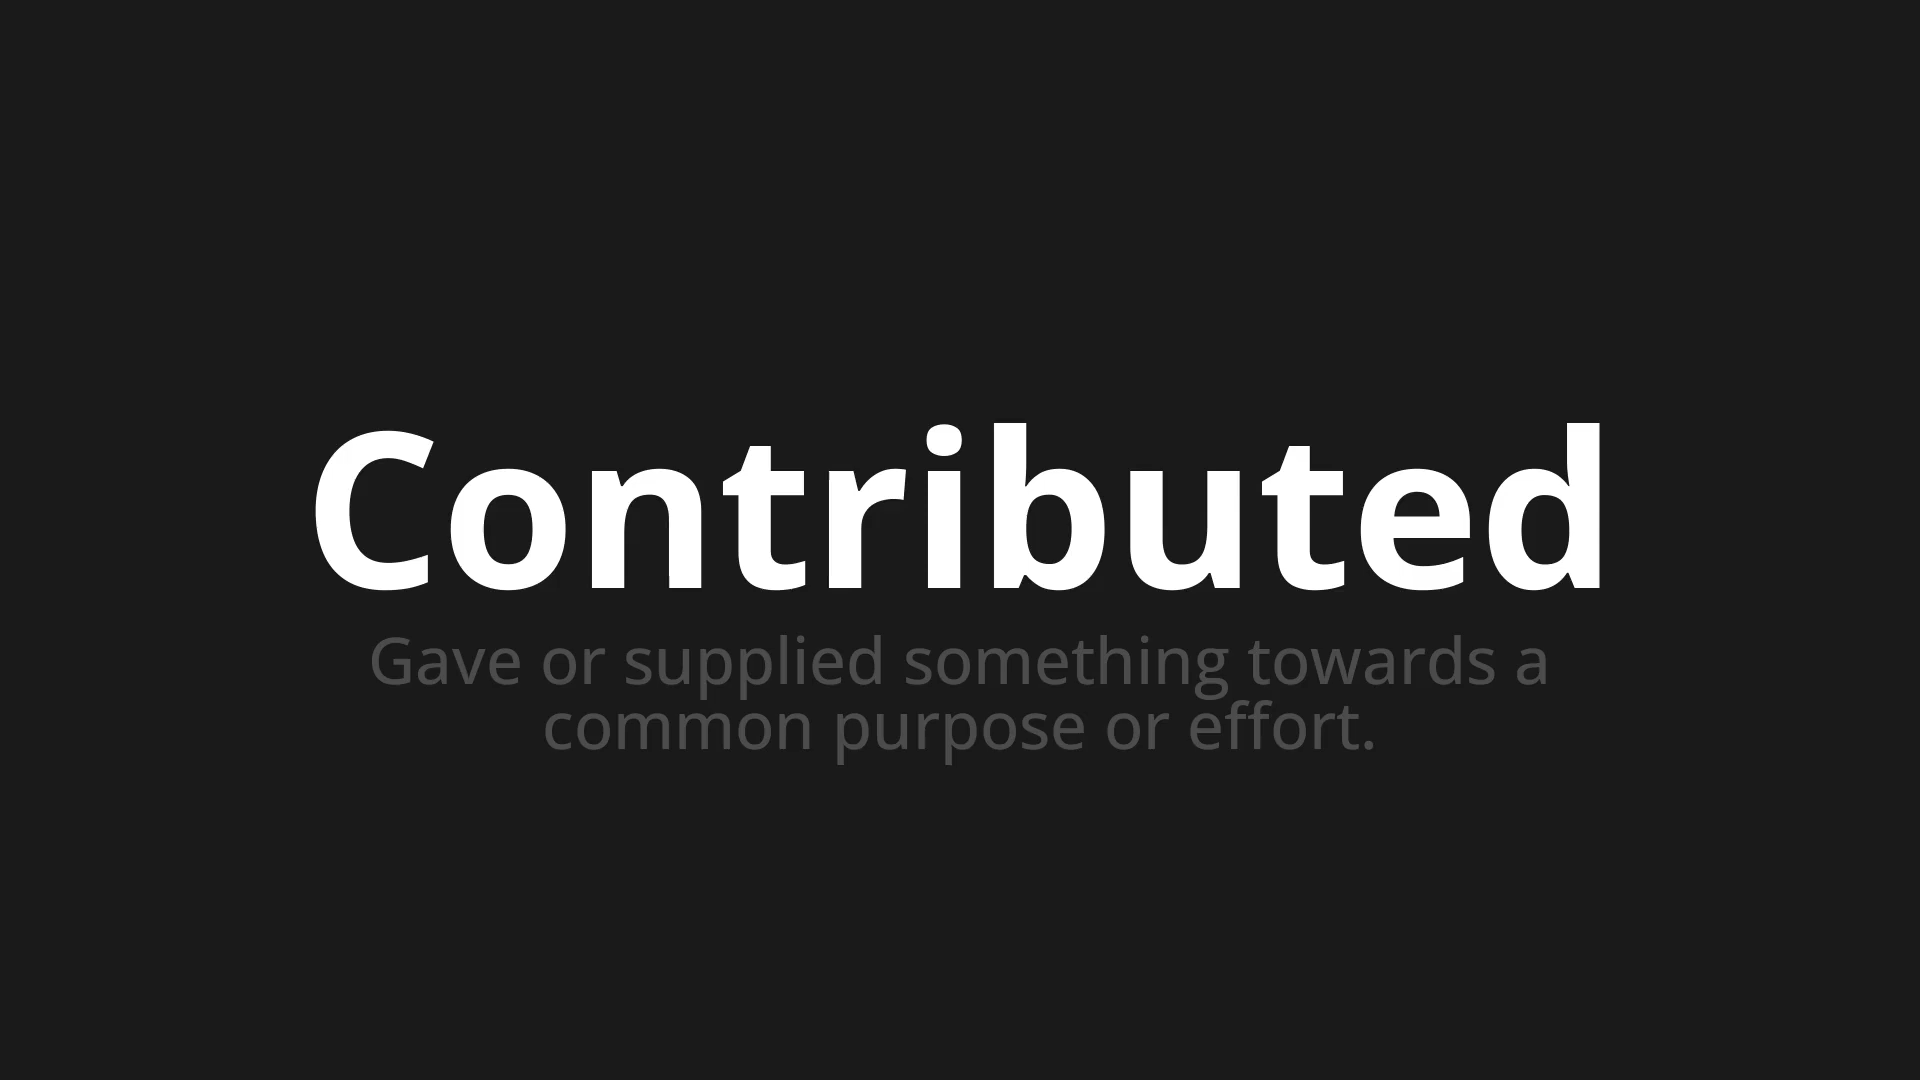 Contributed
Gave or supplied something towards a
common purpose or effort.